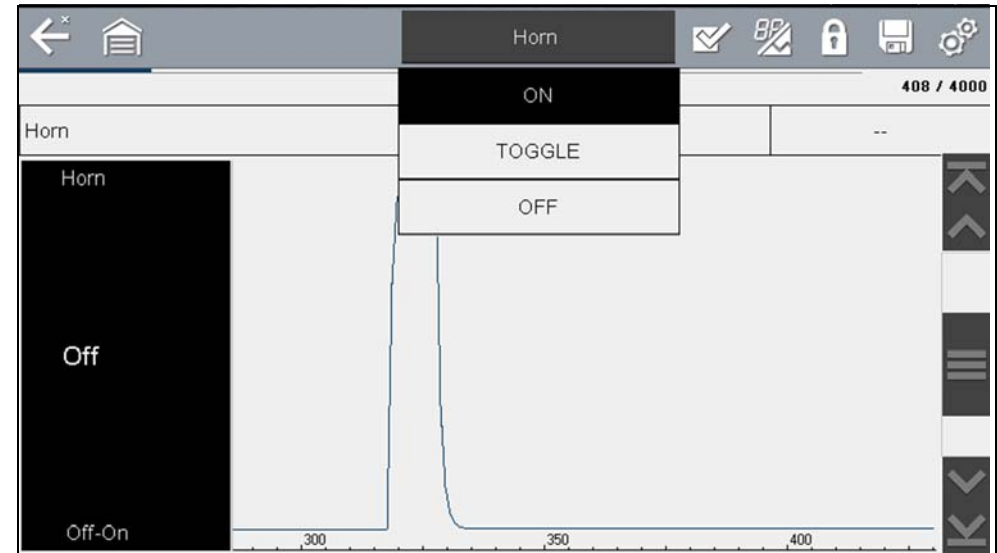 Horn
ON
TOGGLE
OFF
408 / 4000
Horn
--
Horn
Off
Off-On
300
350
400